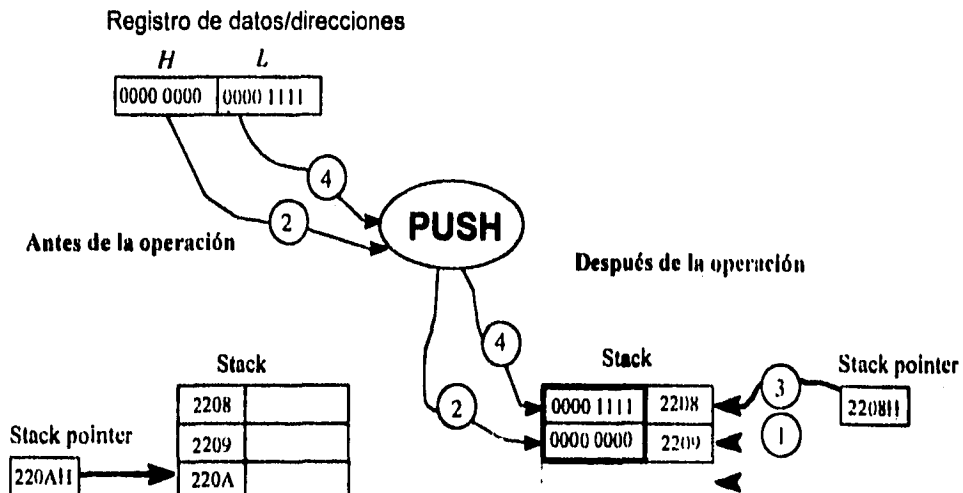 Registro de datos/direcciones
H L
0000 0000 0000 1111
4
2
PUSH
Antes de la operación
Después de la operación
4
2
Stack
2208
2209
220A
Stack pointer
220AH
Stack
0000 1111 2208
0000 0000 2209
3
1
Stack pointer
2208H